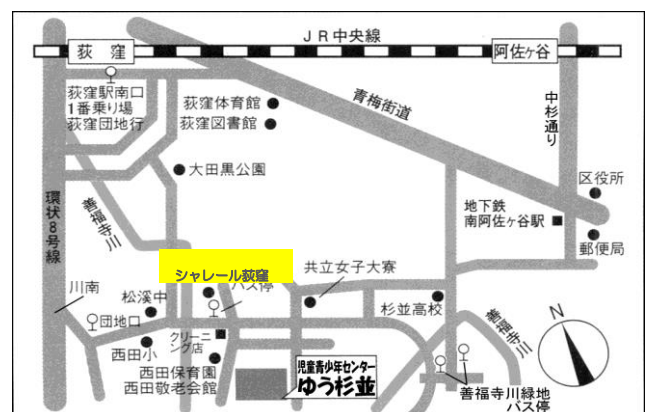 JR中央線
荻窪
阿佐ヶ谷
荻窪駅南口
1番乗り場
荻窪団地行
荻窪体育館
荻窪図書館
青梅街道
中杉通り
大田黒公園
区役所
環状8号線
善福寺川
地下鉄
南阿佐ヶ谷駅
郵便局
シャレール荻窪
バス停
共立女子大寮
川南
松渓中
杉並高校
団地口
クリーニ
ング店
善福寺川
N
西田小
西田保育園
西田敬老会館
児童青少年センター
ゆう杉並
善福寺川緑地
バス停